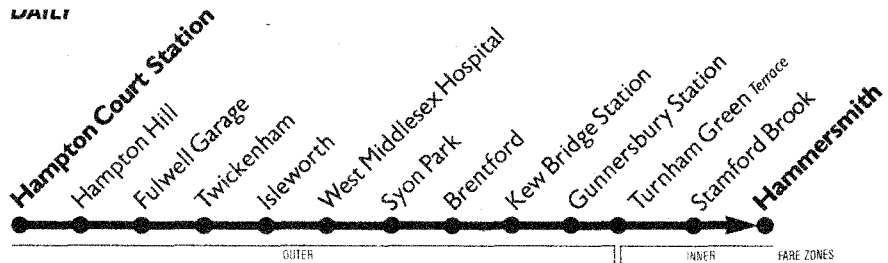 DAILY
Hampton Court Station
Hampton Hill
Fulwell Garage
Twickenham
Isleworth
West Middlesex Hospital
Syon Park
Brentford
Kew Bridge Station
Gunnersbury Station
Turnham Green Terrace
Stamford Brook
Hammersmith
OUTER
INNER
FARE ZONES